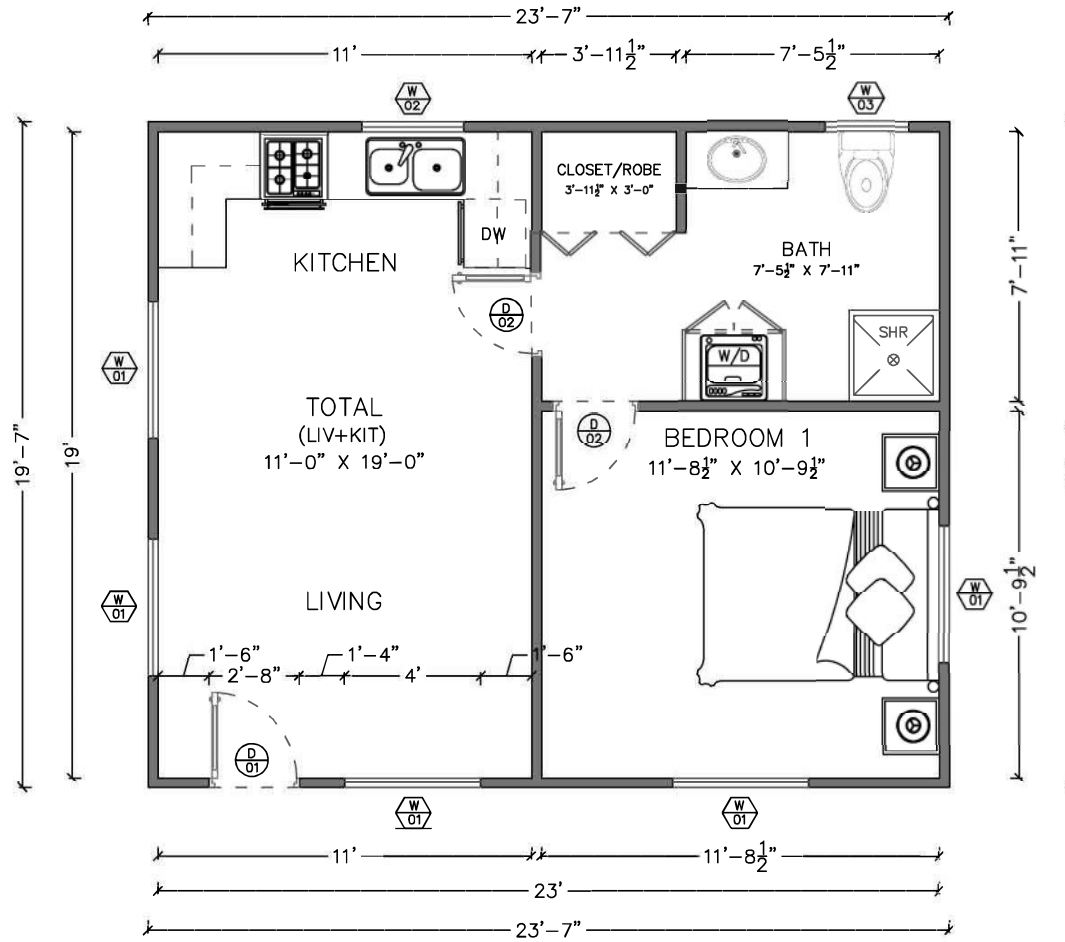 23'-7"
11'
3'-11½"
7'-5½"
W
02
W
03
CLOSET/ROBE
3'-11½" X 3'-0"
DW
KITCHEN
BATH
7'-5½" X 7'-11"
7'-11"
D
02
W/D
SHR
W
01
TOTAL
(LIV+KIT)
11'-0" X 19'-0"
D
02
BEDROOM 1
11'-8½" X 10'-9½"
19'-7"
19'
10'-9½"
W
01
LIVING
W
01
1'-6"
1'-4"
1'-6"
2'-8"
4'
D
01
W
01
W
01
11'
11'-8½"
23'
23'-7"